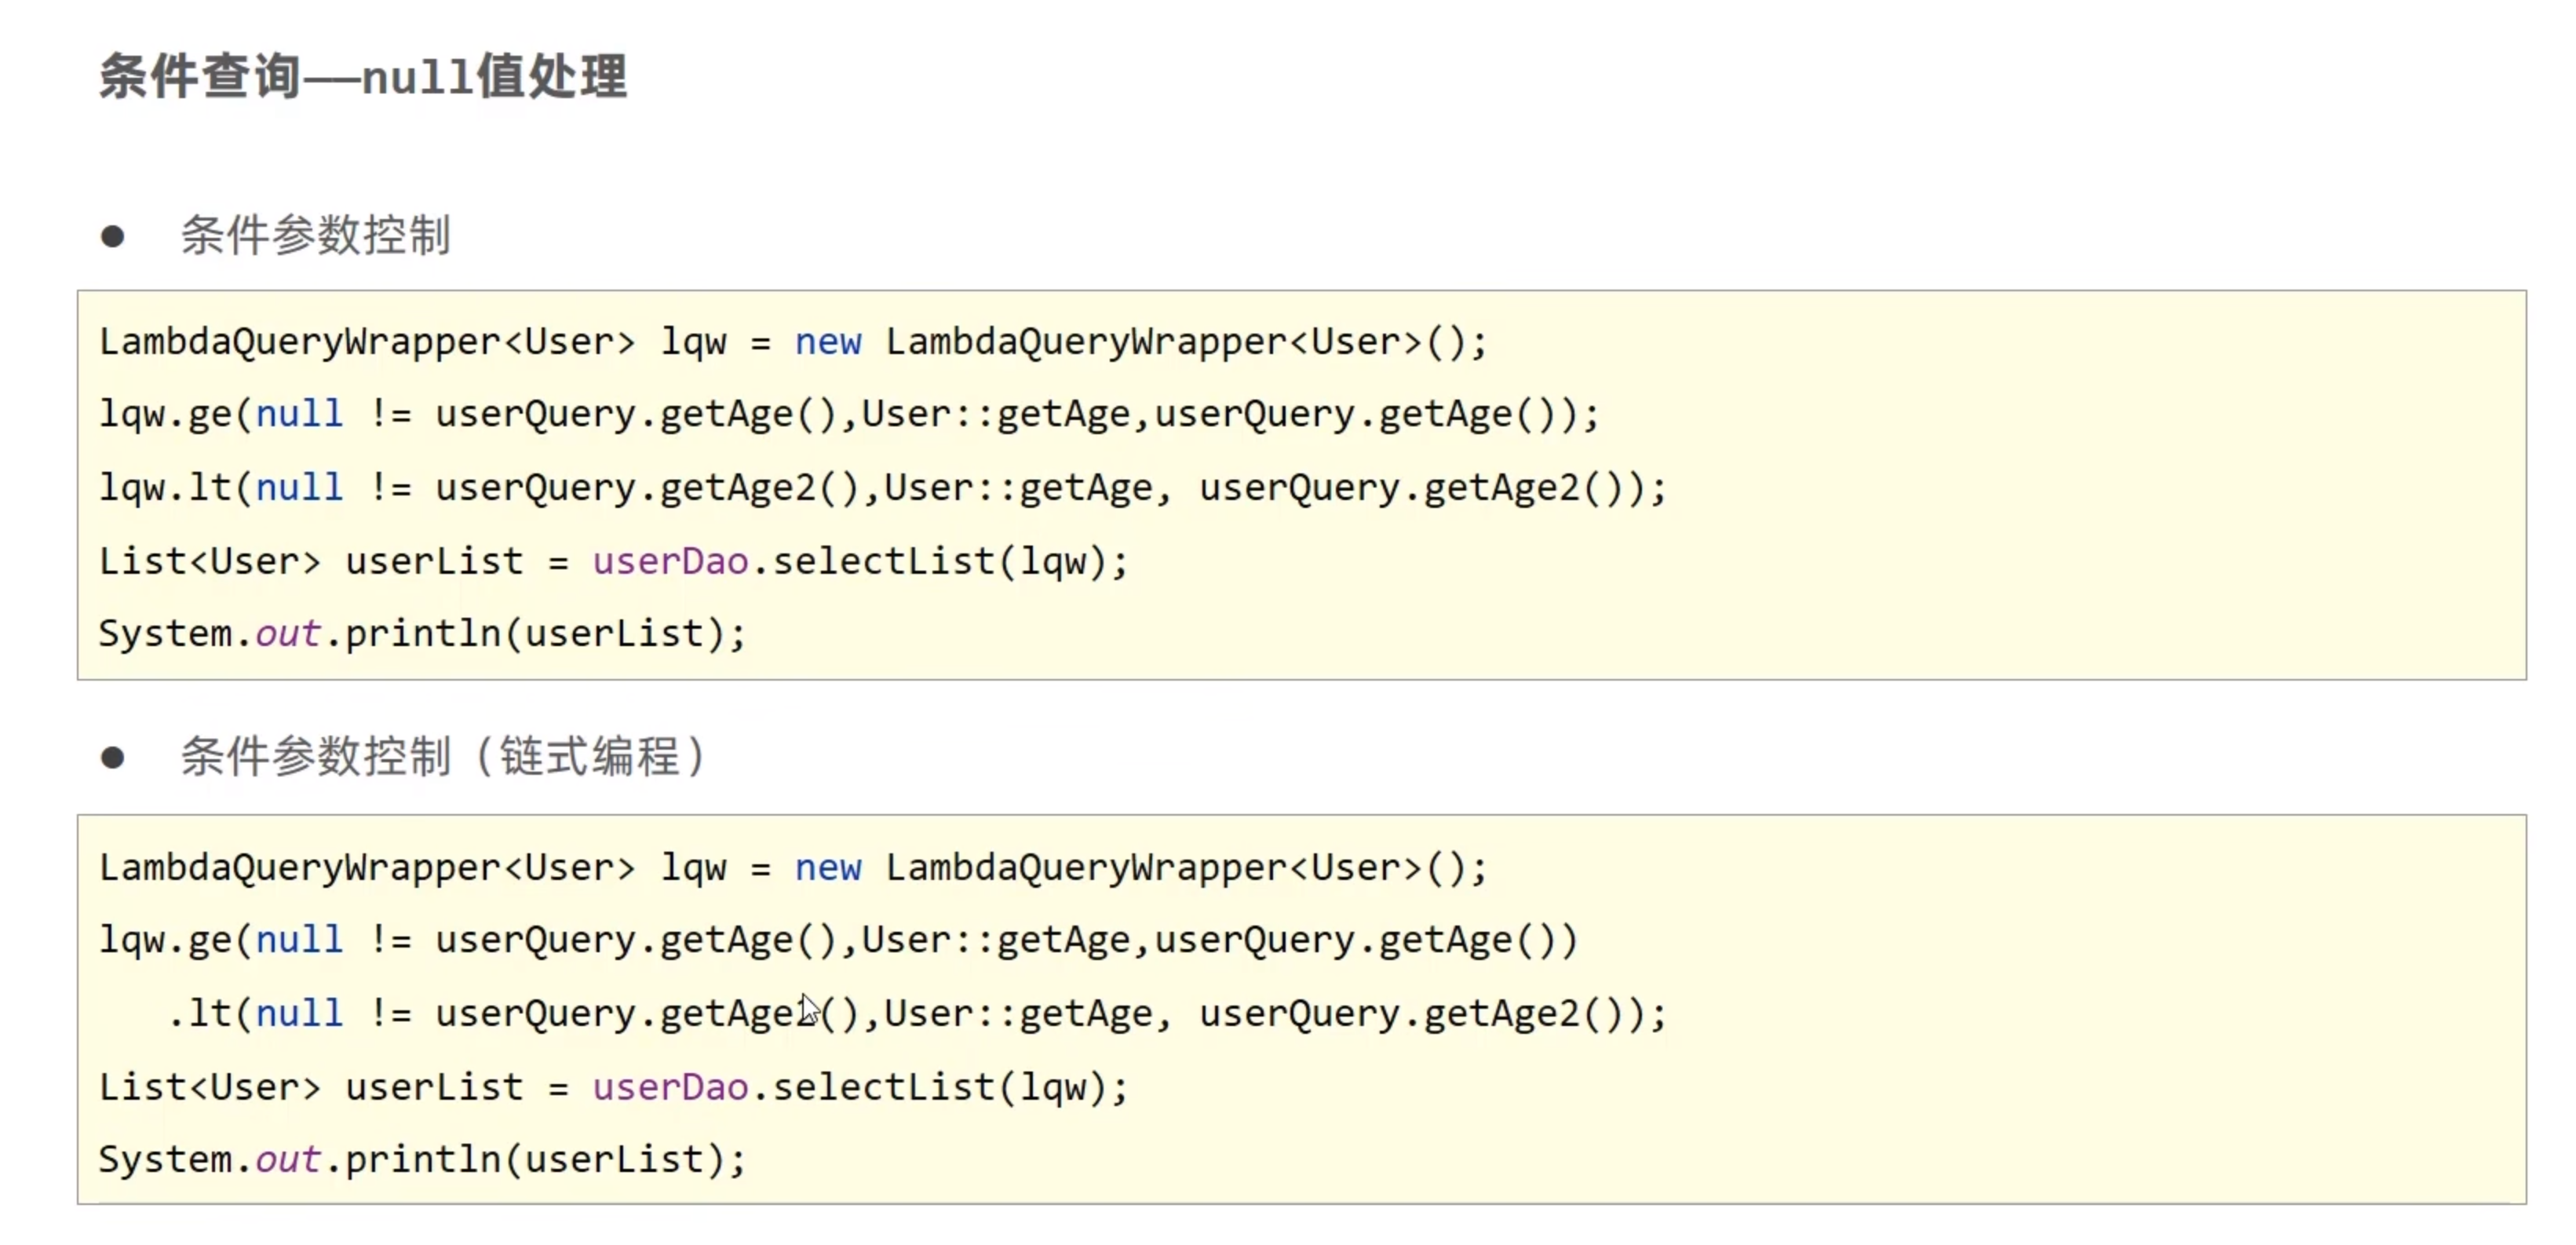 条件查询——null值处理
● 条件参数控制
LambdaQueryWrapper<User> lqw = new LambdaQueryWrapper<User>();
lqw.ge(null != userQuery.getAge(),User::getAge,userQuery.getAge());
lqw.lt(null != userQuery.getAge2(),User::getAge, userQuery.getAge2());
List<User> userList = userDao.selectList(lqw);
System.out.println(userList);
● 条件参数控制（链式编程）
LambdaQueryWrapper<User> lqw = new LambdaQueryWrapper<User>();
lqw.ge(null != userQuery.getAge(),User::getAge,userQuery.getAge())
   .lt(null != userQuery.getAge2(),User::getAge, userQuery.getAge2());
List<User> userList = userDao.selectList(lqw);
System.out.println(userList);